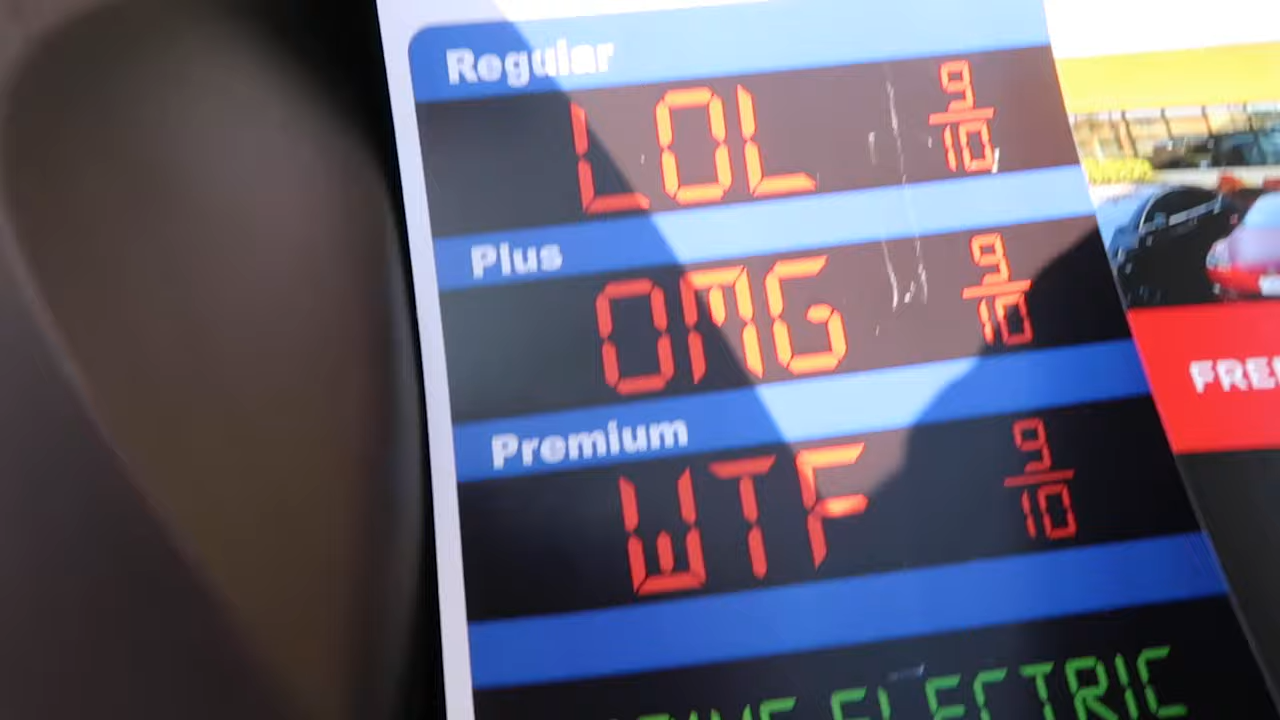 Regular
LOL 9/10
Plus
OMG 9/10
Premium
WTF 9/10
ELECTRIC